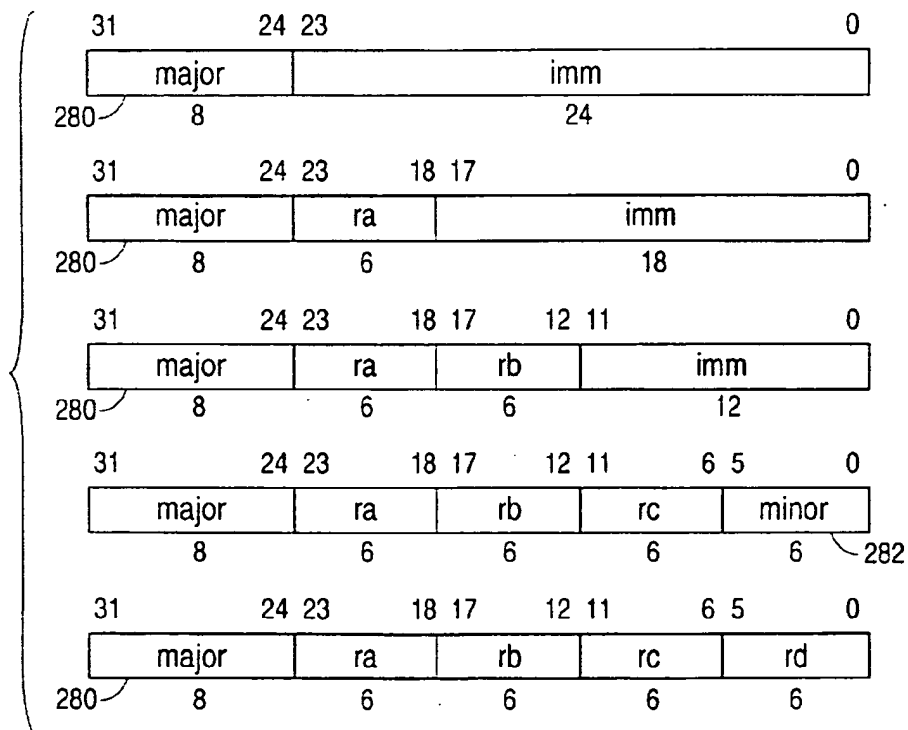 31 24 23 0
major imm
280 8 24
31 24 23 18 17 0
major ra imm
280 8 6 18
31 24 23 18 17 12 11 0
major ra rb imm
280 8 6 6 12
31 24 23 18 17 12 11 6 5 0
major ra rb rc minor
8 6 6 6 6 282
31 24 23 18 17 12 11 6 5 0
major ra rb rc rd
280 8 6 6 6 6